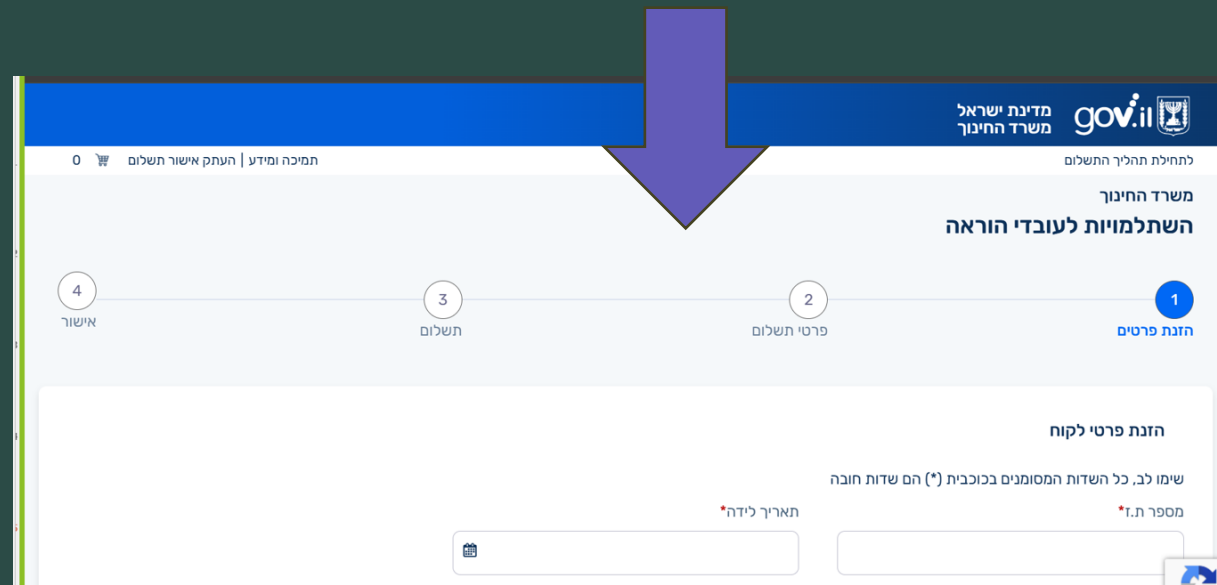 gov.il
מדינת ישראל
משרד החינוך
לתחילת תהליך התשלום
תמיכה ומידע | העתק אישור תשלום 0
משרד החינוך
השתלמויות לעובדי הוראה
1 2 3 4
הזנת פרטים פרטי תשלום תשלום אישור
הזנת פרטי לקוח
שימו לב, כל השדות המסומנים בכוכבית (*) הם שדות חובה
מספר ת.ז* תאריך לידה*